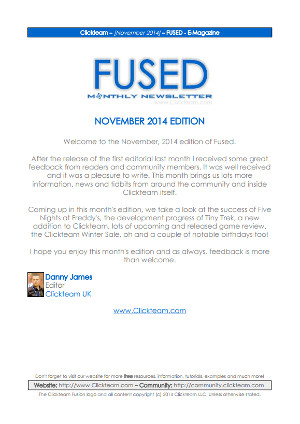 Clickteam – [November 2014] – FUSED - E-Magazine
FUSED
MONTHLY NEWSLETTER
NOVEMBER 2014 EDITION
Welcome to the November, 2014 edition of Fused.
After the release of the first editorial last month I received some great
feedback from readers and community members. It was well received
and it was a pleasure to write. This month brings us lots more
information, news and tidbits from around the community and inside
Clickteam itself.
Coming up in this month's edition, we take a look at the success of Five
Nights at Freddy's, the development progress of Tiny Trek, a new
addition to Clickteam, lots of upcoming and released game review,
the Clickteam Winter Sale, oh and a couple of notable birthdays too!
I hope you enjoy this month's edition and as always, feedback is more
than welcome.
Danny James
Editor
Clickteam UK
www.Clickteam.com
Don't forget to visit our website for more free resources, information, tutorials, examples and much more!
Website: http://www.Clickteam.com – Community: http://community.clickteam.com
The Clickteam Fusion logo and all content copyright (c) 2014 Clickteam LLC. Unless otherwise stated.